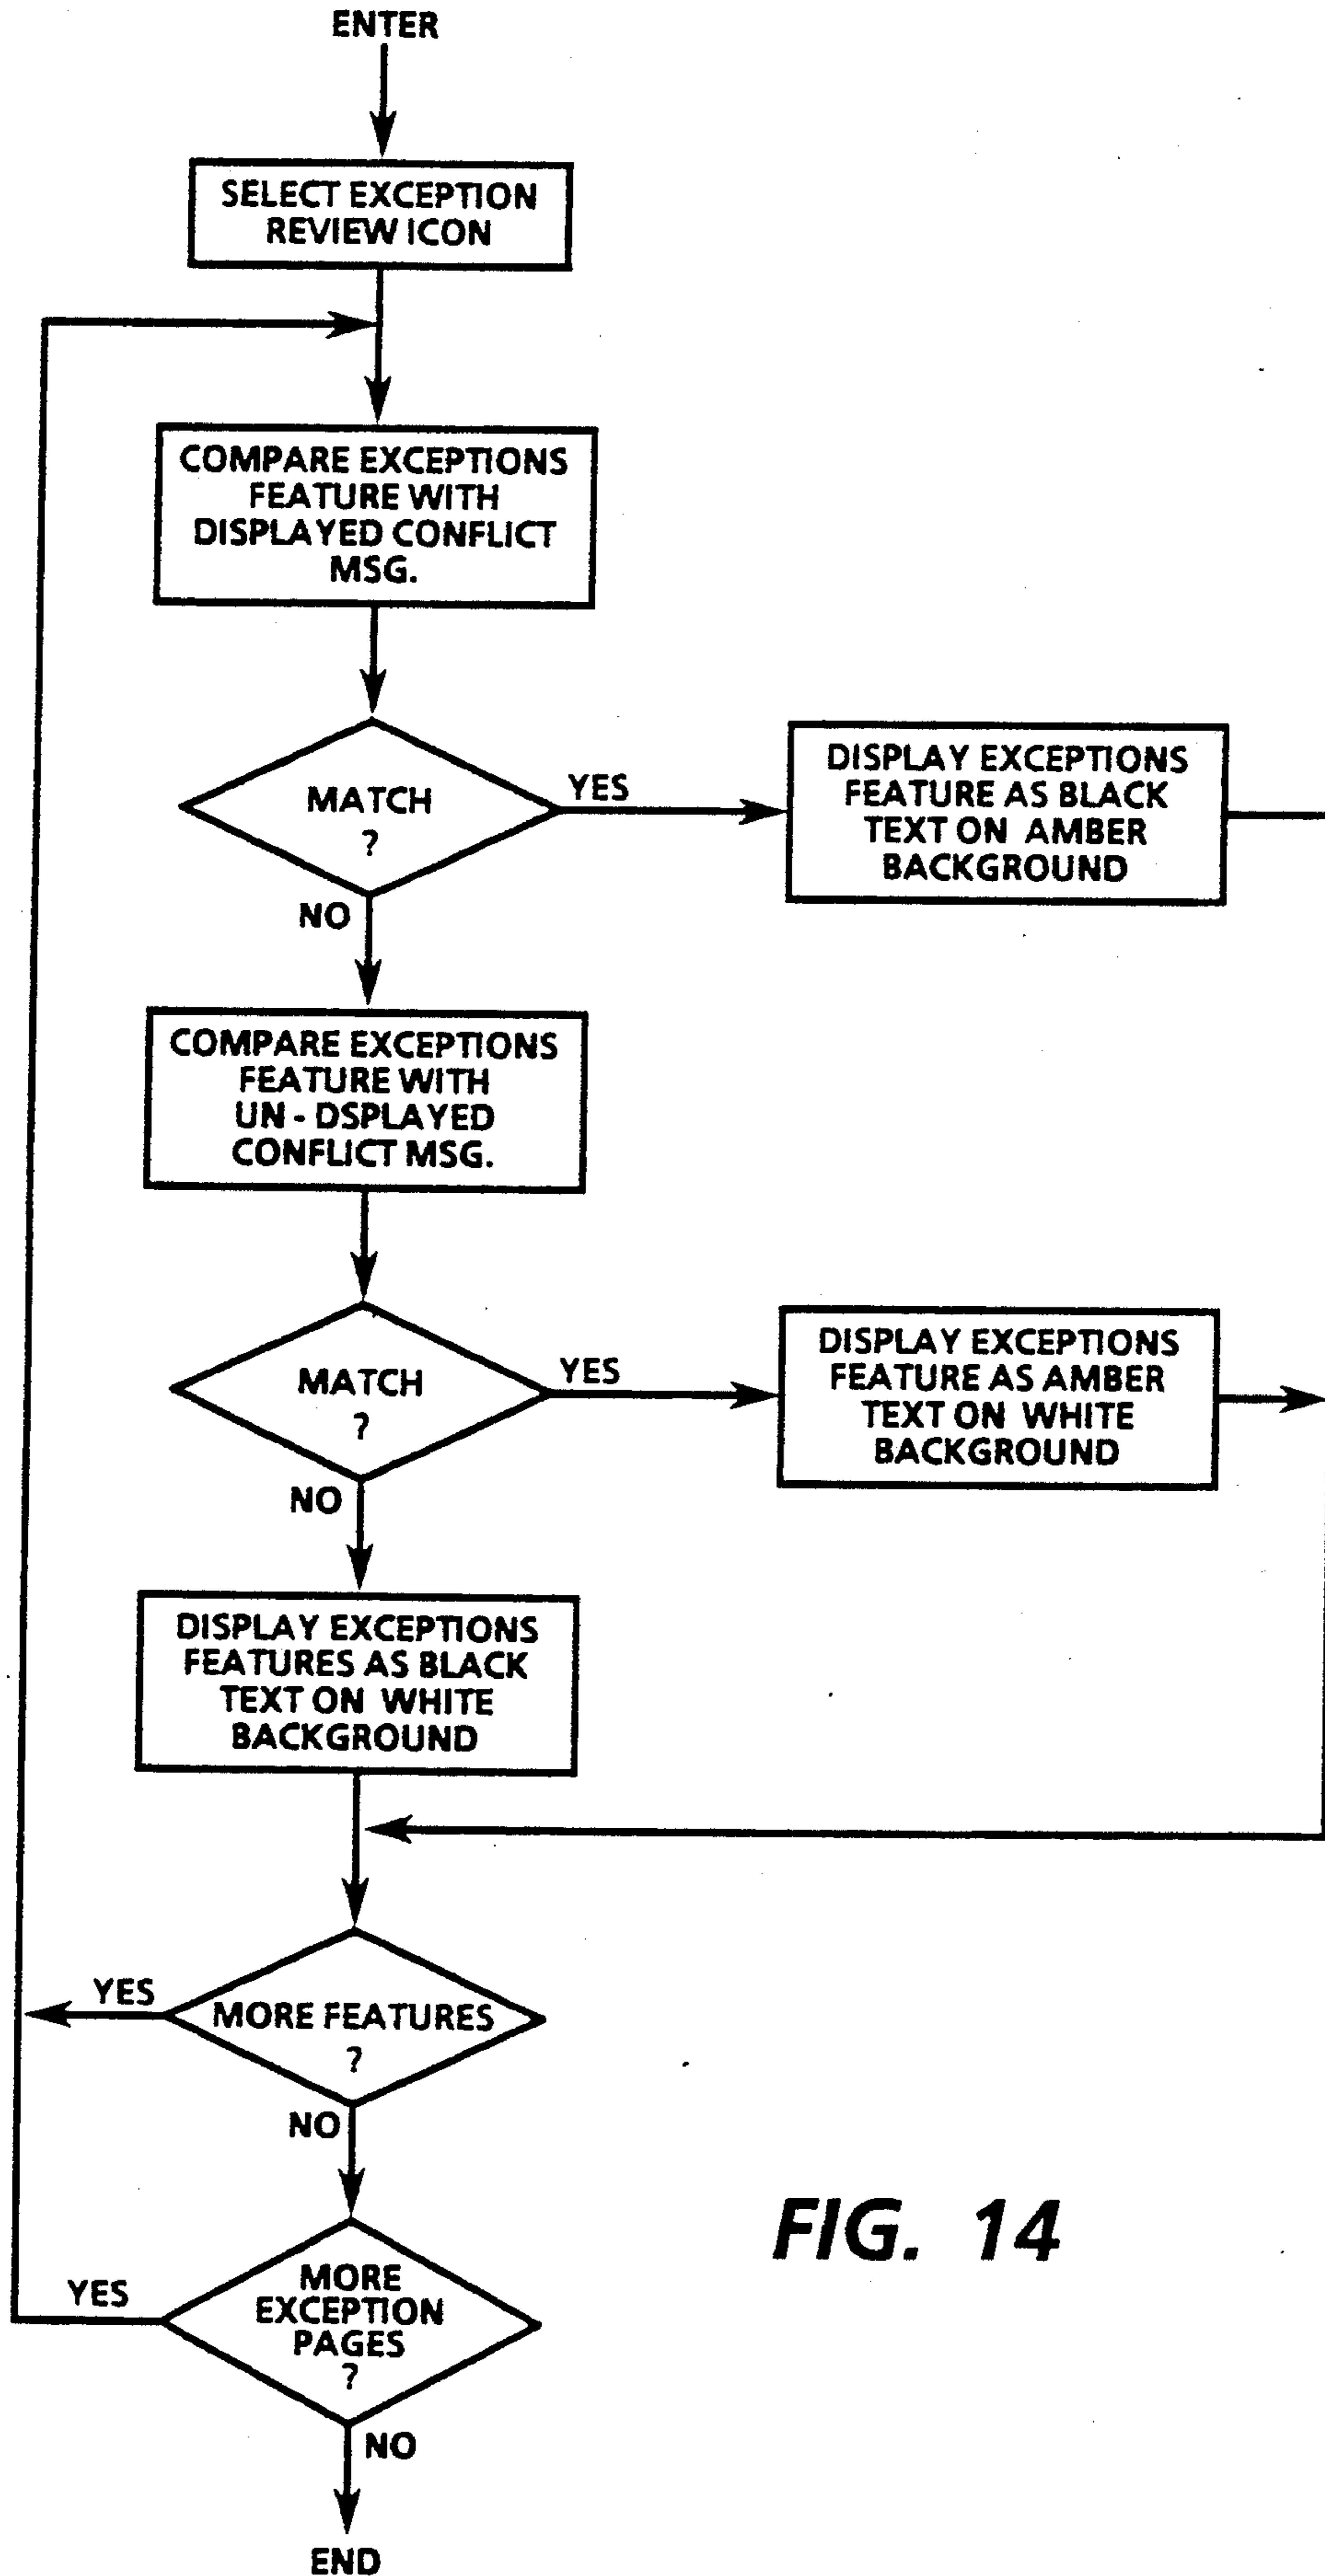 ENTER
SELECT EXCEPTION
REVIEW ICON
COMPARE EXCEPTIONS
FEATURE WITH
DISPLAYED CONFLICT
MSG.
MATCH
?
YES
DISPLAY EXCEPTIONS
FEATURE AS BLACK
TEXT ON AMBER
BACKGROUND
NO
COMPARE EXCEPTIONS
FEATURE WITH
UN - DSPLAYED
CONFLICT MSG.
MATCH
?
YES
DISPLAY EXCEPTIONS
FEATURE AS AMBER
TEXT ON WHITE
BACKGROUND
NO
DISPLAY EXCEPTIONS
FEATURES AS BLACK
TEXT ON WHITE
BACKGROUND
YES
MORE FEATURES
?
NO
YES
MORE
EXCEPTION
PAGES
?
NO
END
FIG. 14